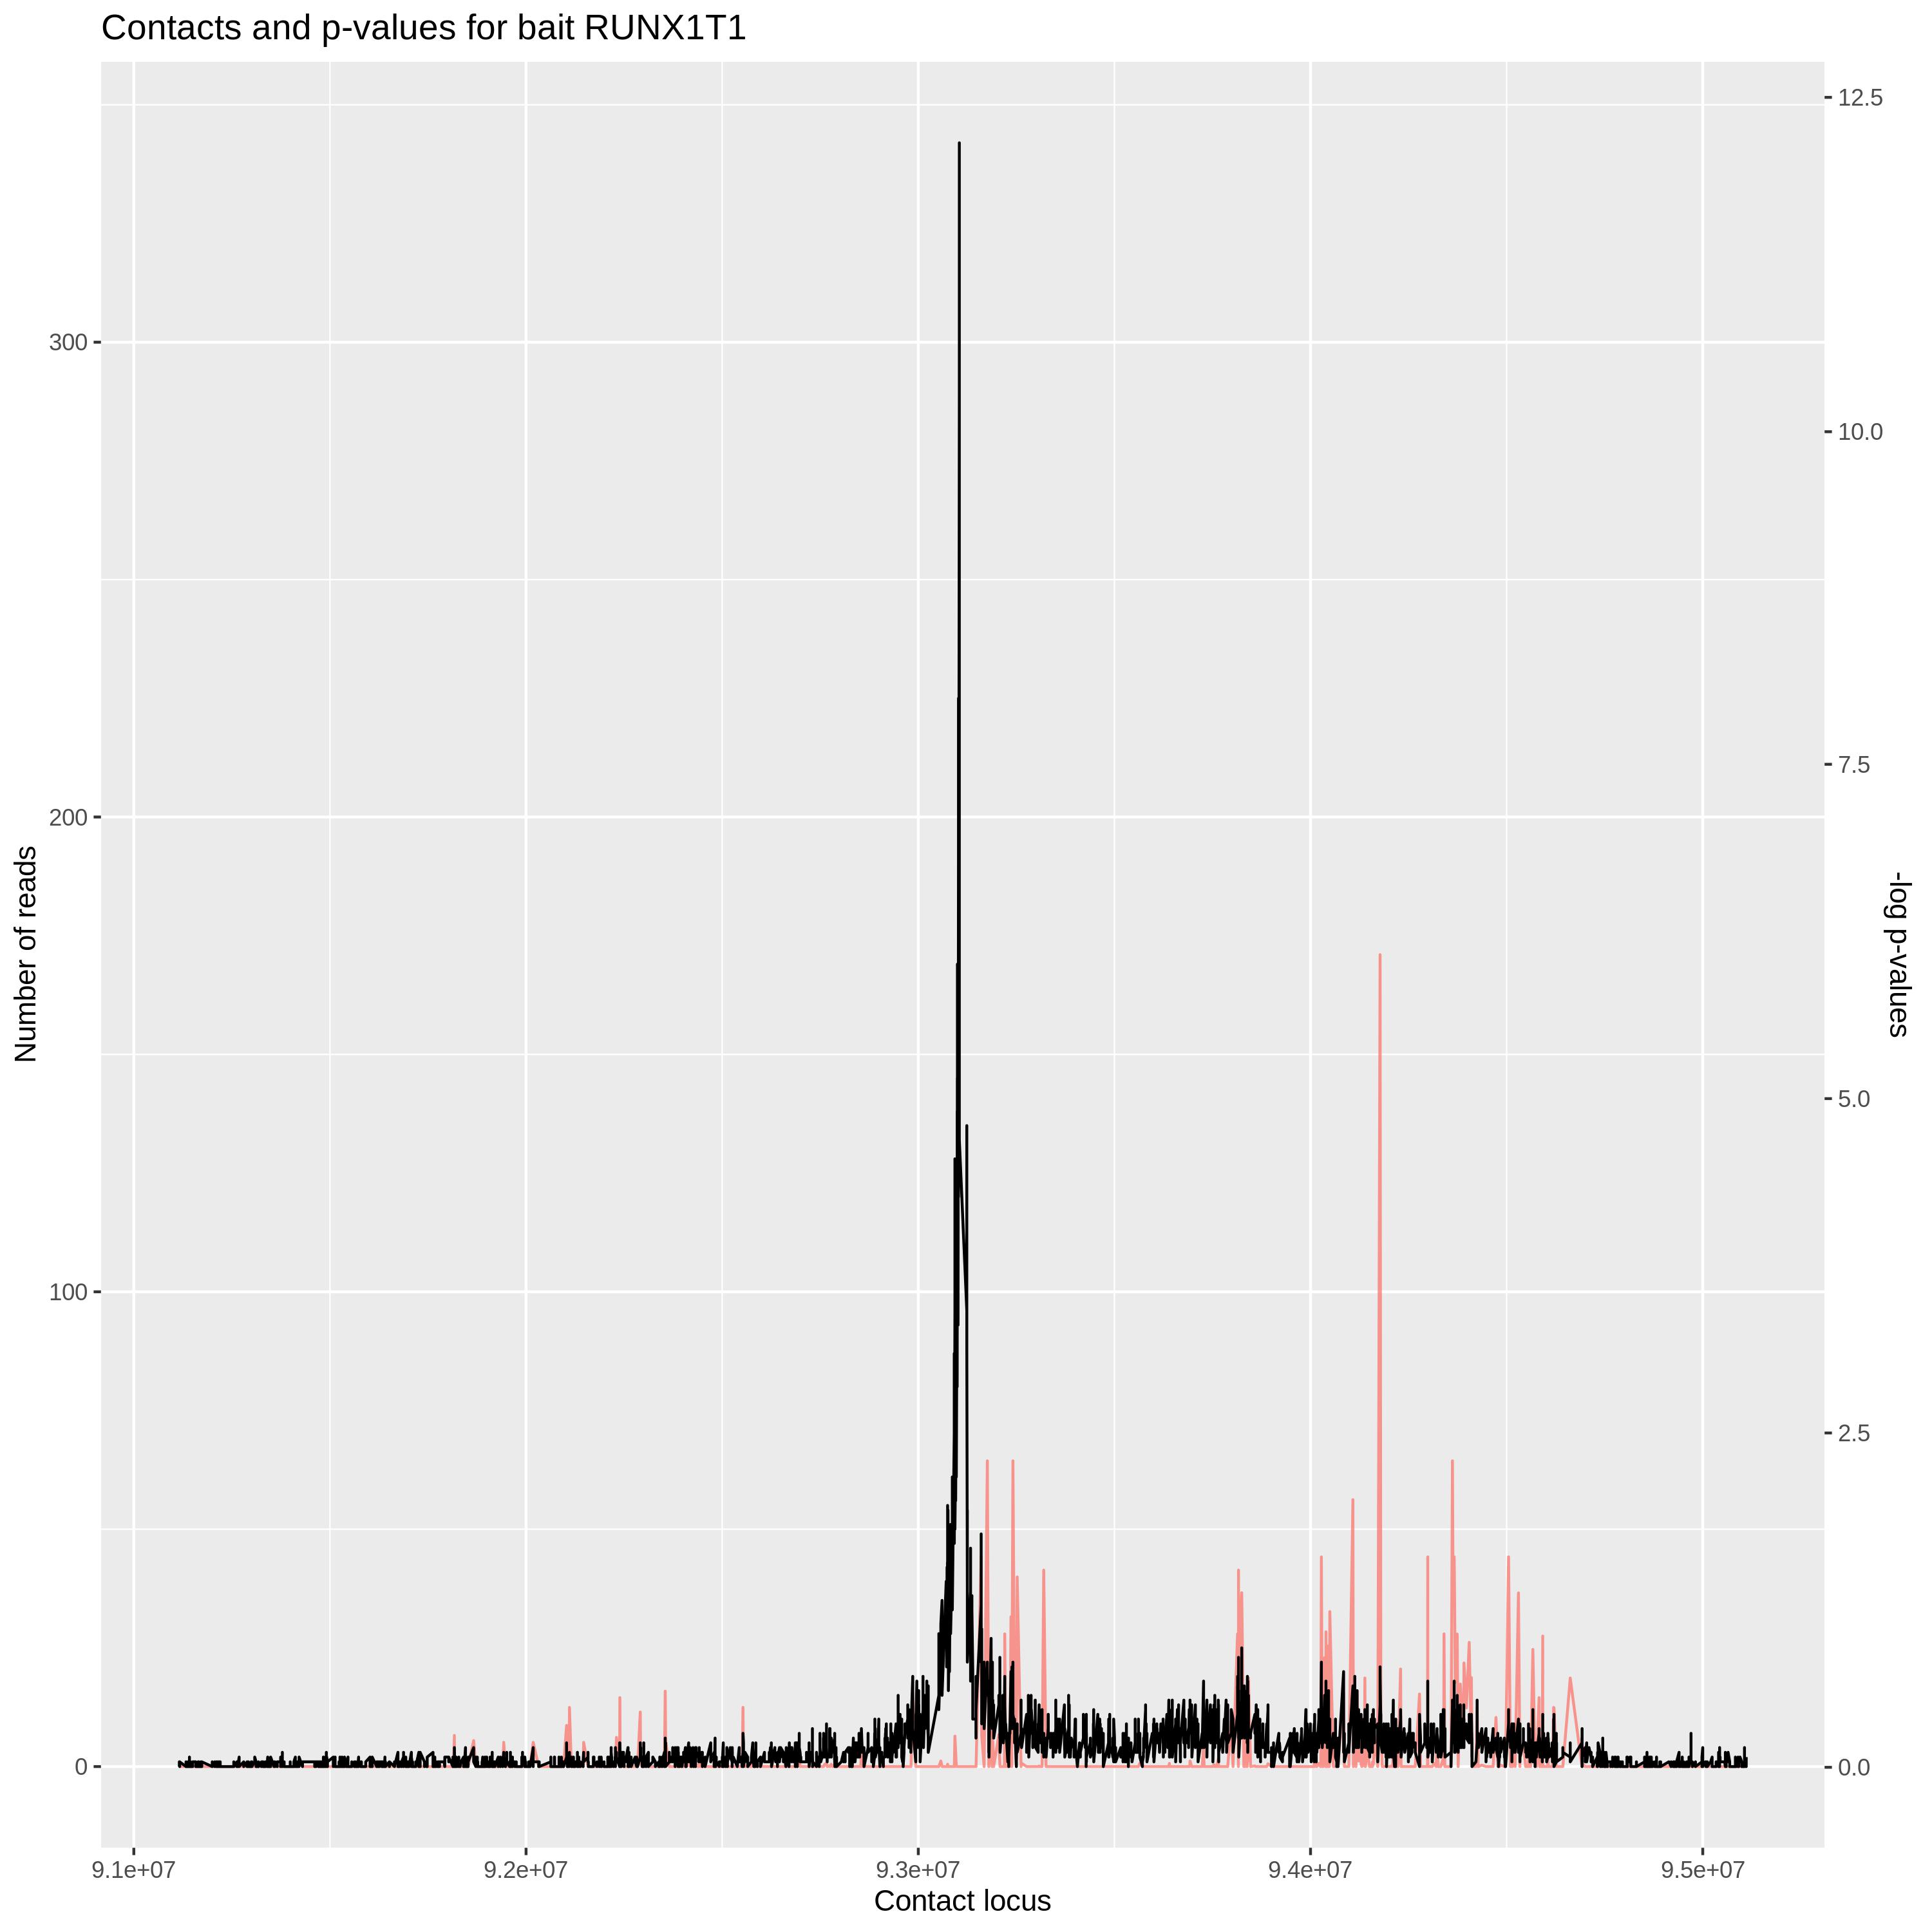 Contacts and p-values for bait RUNX1T1
12.5
10.0
7.5
5.0
2.5
0.0
300
200
100
0
Number of reads
-log p-values
9.1e+07
9.2e+07
9.3e+07
9.4e+07
9.5e+07
Contact locus